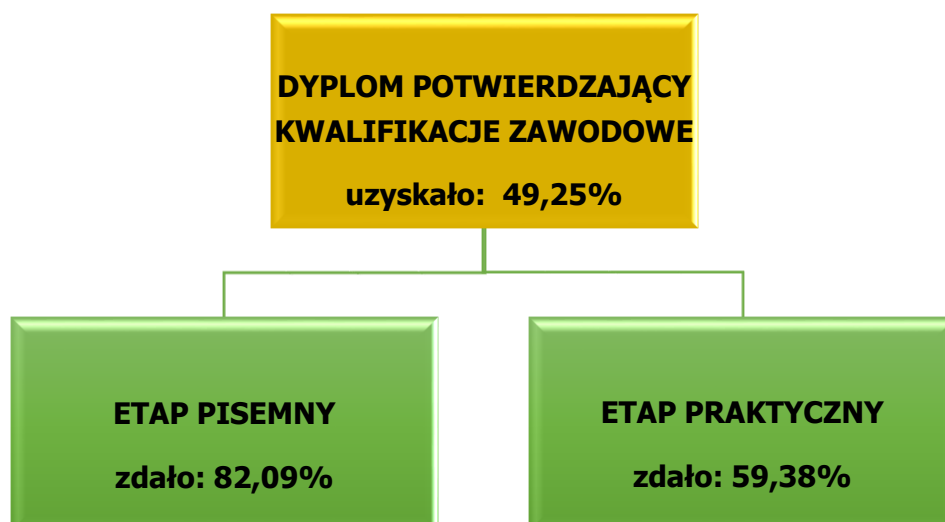 DYPLOM POTWIERDZAJĄCY
KWALIFIKACJE ZAWODOWE
uzyskało: 49,25%
ETAP PISEMNY
zdało: 82,09%
ETAP PRAKTYCZNY
zdało: 59,38%